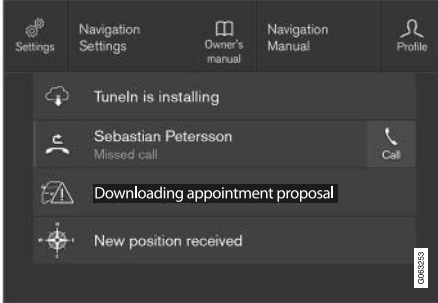 Settings
Navigation
Settings
Owner's
manual
Navigation
Manual
Profile
TuneIn is installing
Sebastian Petersson
Missed call
Call
Downloading appointment proposal
New position received
G063253